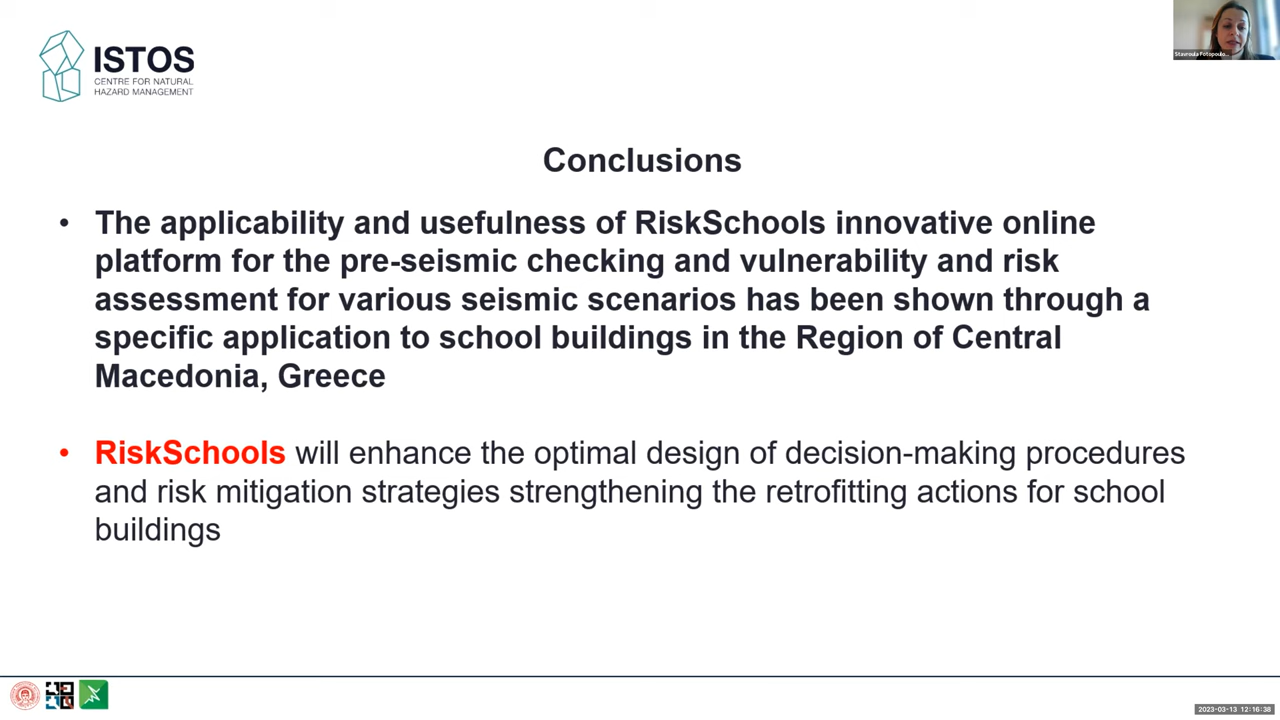 ISTOS
CENTRE FOR NATURAL
HAZARD MANAGEMENT
Stavroula Fotopoulo...
Conclusions
• The applicability and usefulness of RiskSchools innovative online
platform for the pre-seismic checking and vulnerability and risk
assessment for various seismic scenarios has been shown through a
specific application to school buildings in the Region of Central
Macedonia, Greece
• RiskSchools will enhance the optimal design of decision-making procedures
and risk mitigation strategies strengthening the retrofitting actions for school
buildings
2023-03-13 12:16:38